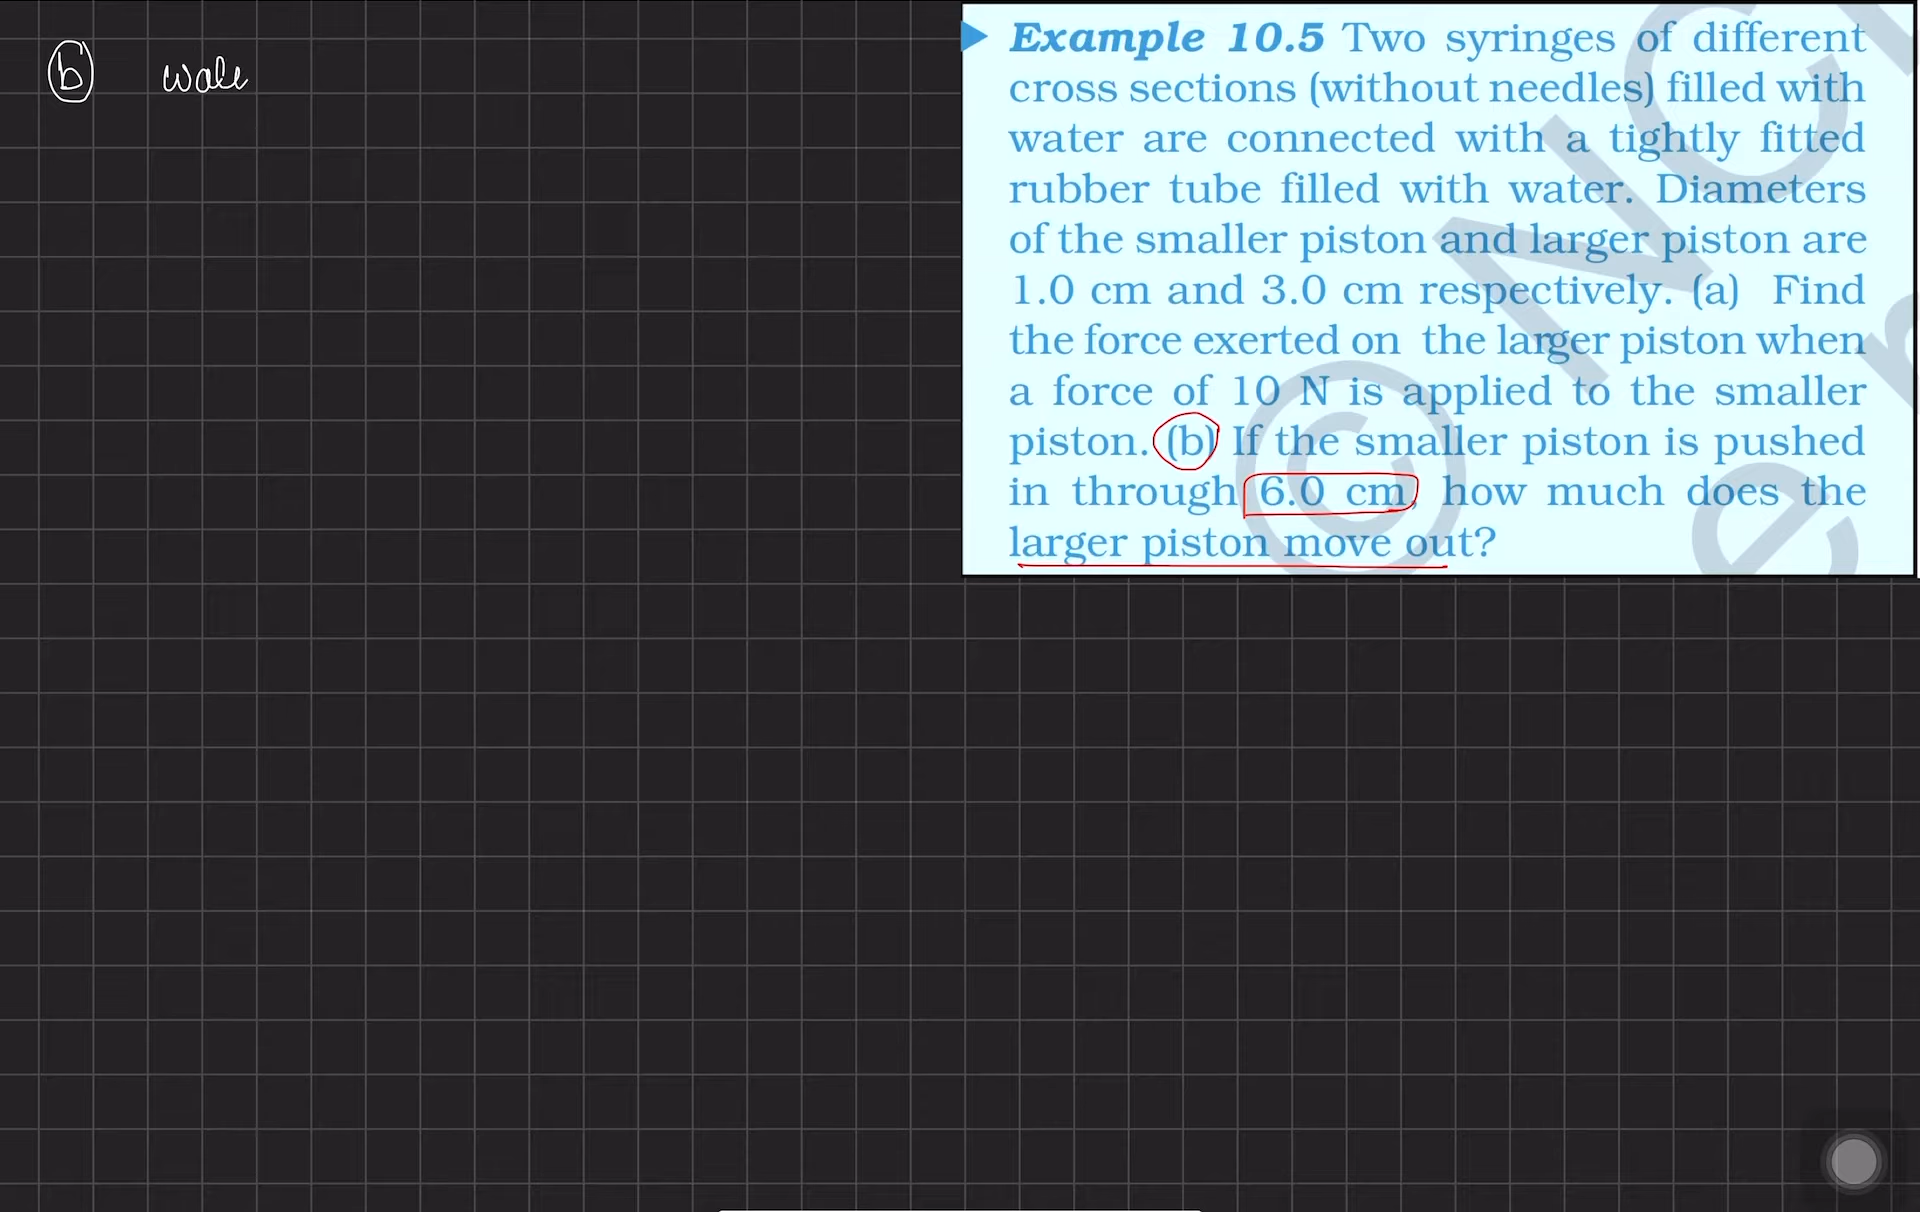 b
Example 10.5 Two syringes of different
cross sections (without needles) filled with
water are connected with a tightly fitted
rubber tube filled with water. Diameters
of the smaller piston and larger piston are
1.0 cm and 3.0 cm respectively. (a) Find
the force exerted on the larger piston when
a force of 10 N is applied to the smaller
piston. (b) If the smaller piston is pushed
in through 6.0 cm, how much does the
larger piston move out?